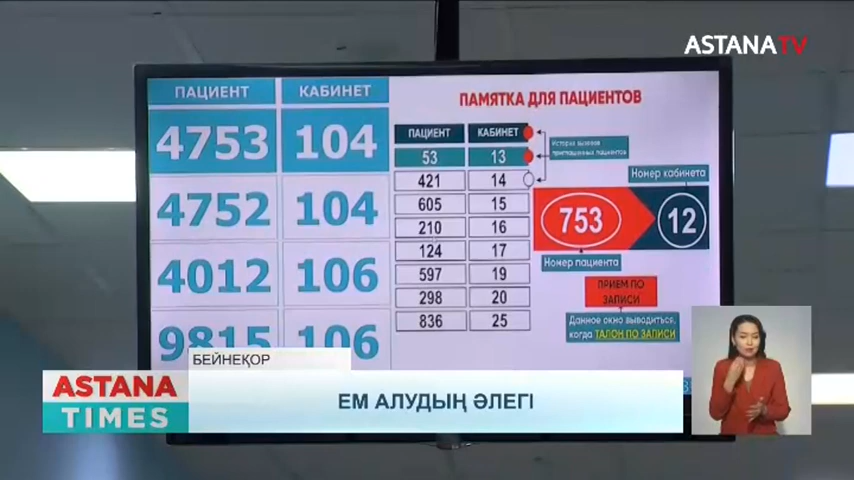 ASTANATV
ПАЦИЕНТ КАБИНЕТ
4753 104
4752 104
4012 106
9815 106
ПАМЯТКА ДЛЯ ПАЦИЕНТОВ
ПАЦИЕНТ КАБИНЕТ
53 13
421 14
605 15
210 16
124 17
597 19
298 20
836 25
История вызовов
приглашенных пациентов
Номер кабинета
753 12
Номер пациента
ПРИЕМ ПО
ЗАПИСИ
Данное окно выводиться,
когда ТАЛОН ПО ЗАПИСИ
БЕЙНЕҚОР
ASTANA
TIMES
ЕМ АЛУДЫҢ ӘЛЕГІ